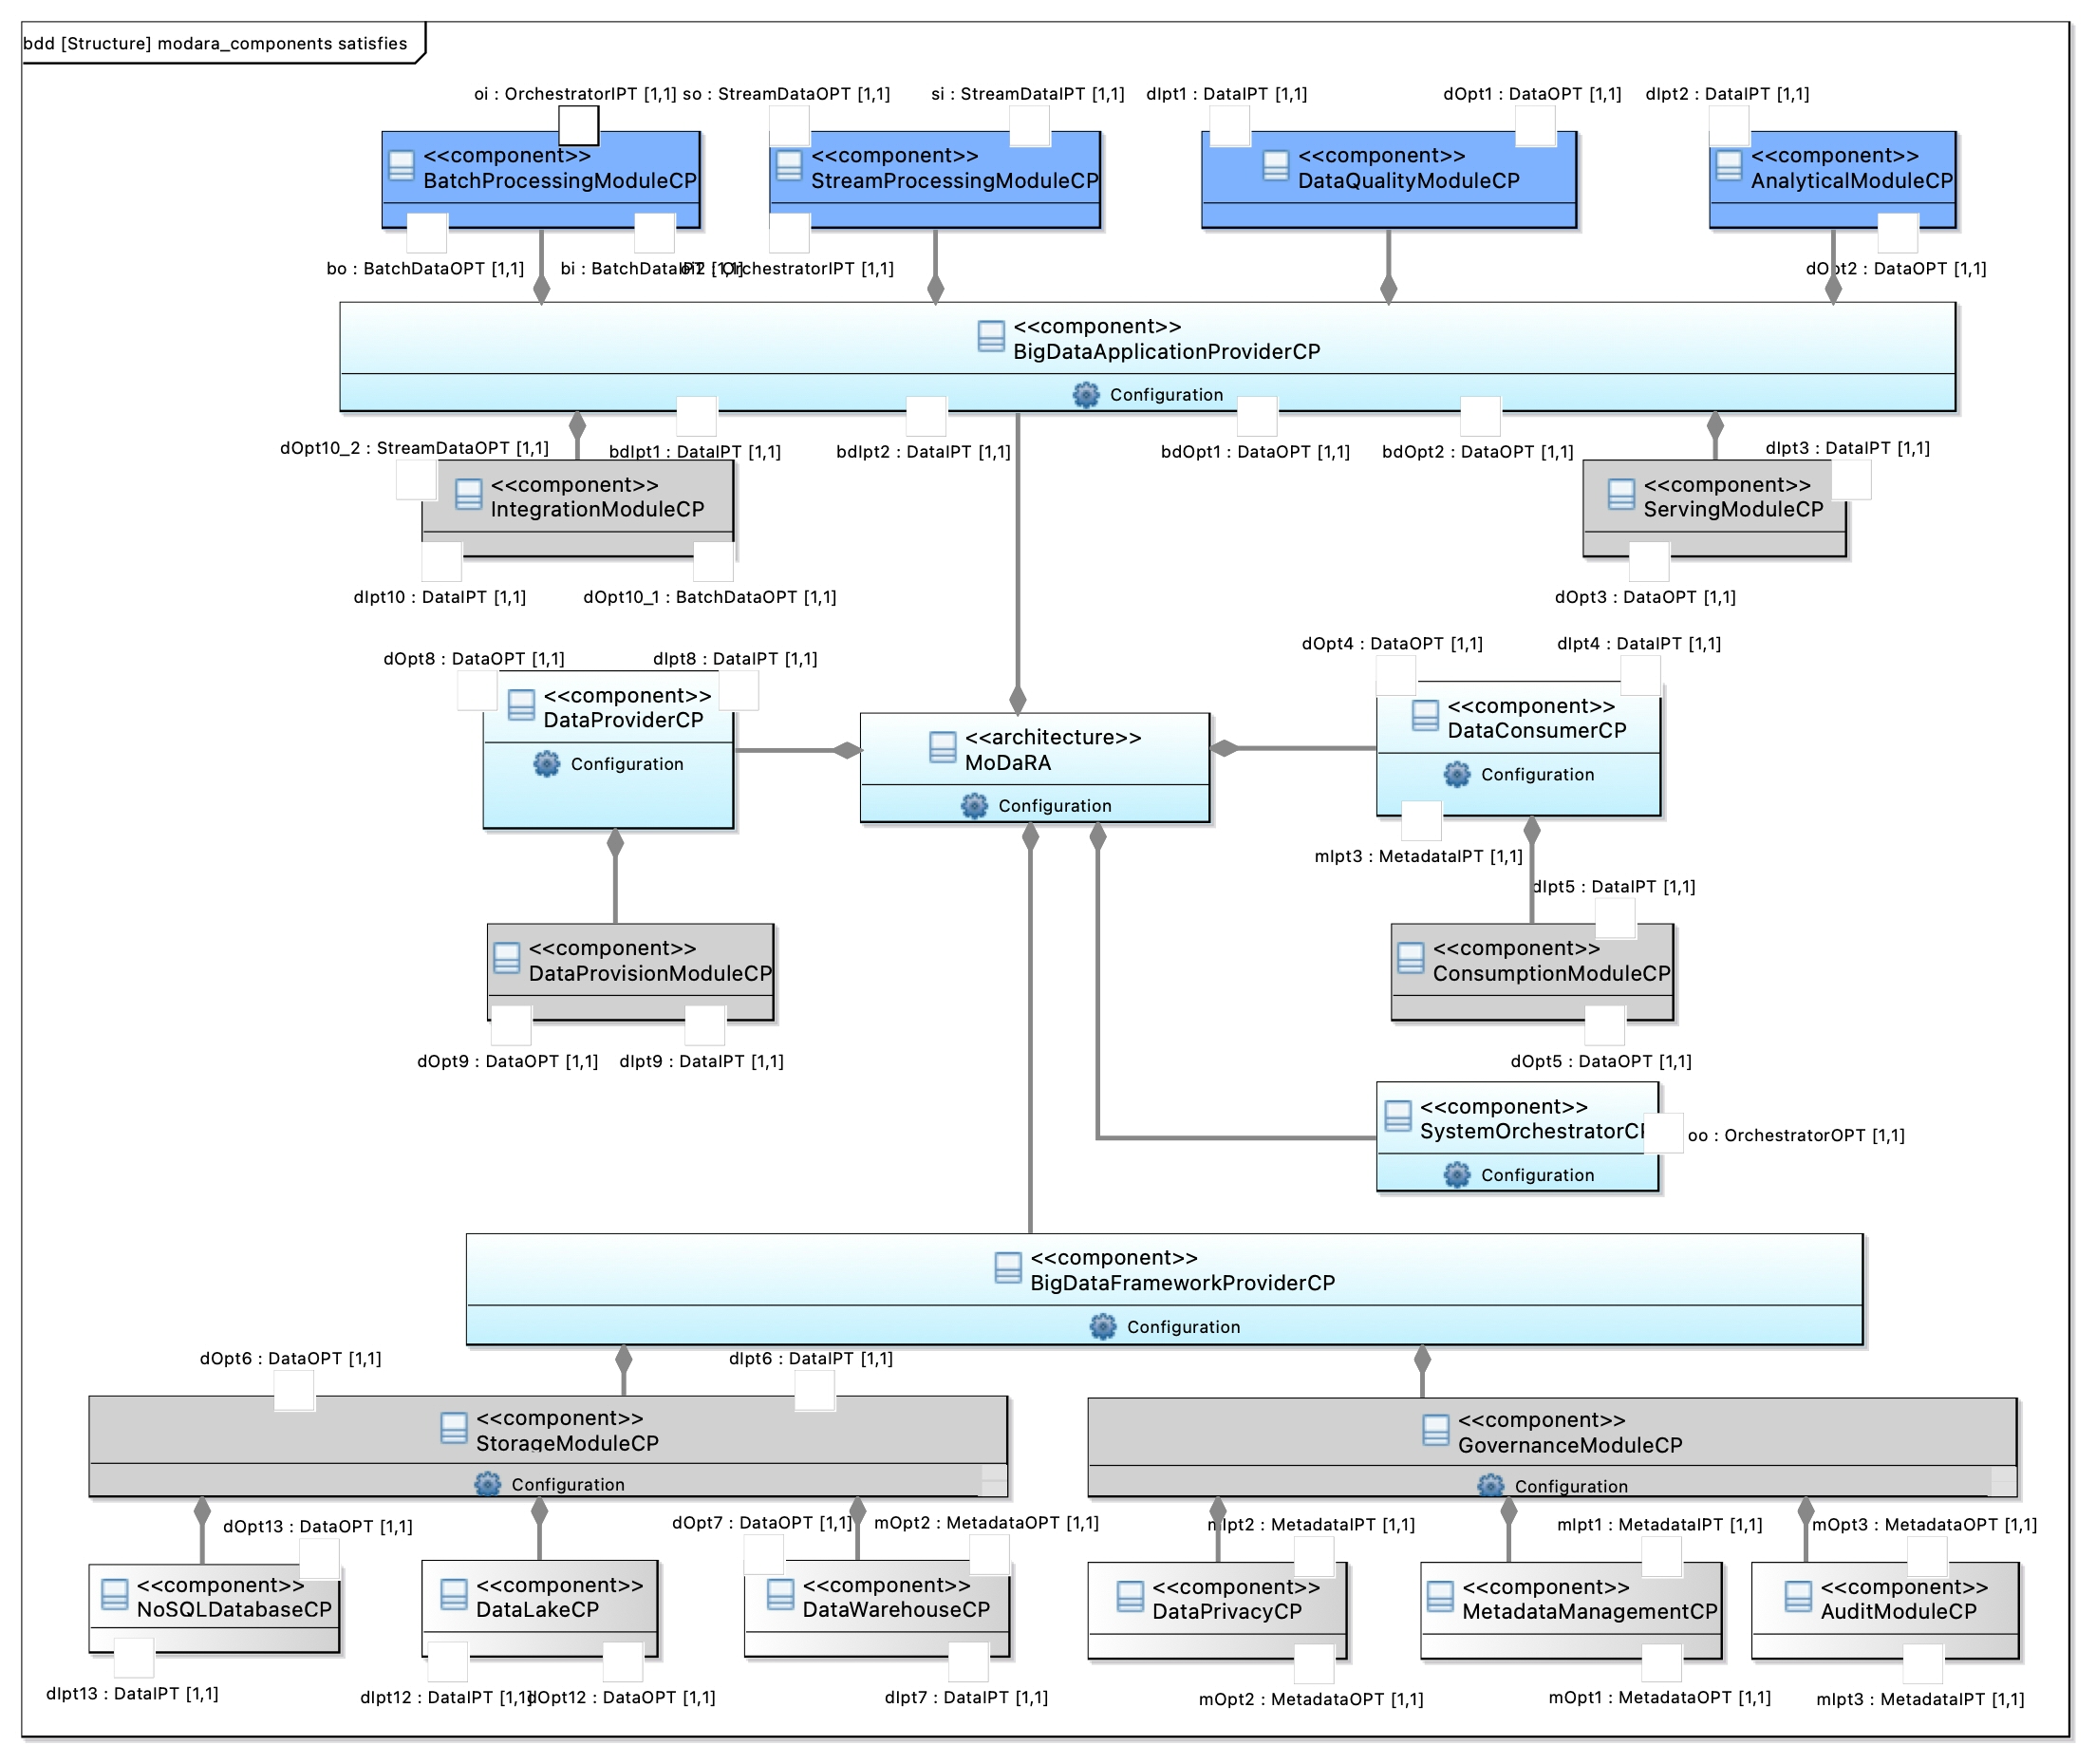 bdd [Structure] modara_components satisfies
oi : OrchestratorIPT [1,1]
so : StreamDataOPT [1,1]
si : StreamDataIPT [1,1]
dIpt1 : DataIPT [1,1]
dOpt1 : DataOPT [1,1]
dIpt2 : DataIPT [1,1]
<<component>>
BatchProcessingModuleCP
<<component>>
StreamProcessingModuleCP
<<component>>
DataQualityModuleCP
<<component>>
AnalyticalModuleCP
bo : BatchDataOPT [1,1]
bi : BatchDataIPT [1,1]
oi2 : OrchestratorIPT [1,1]
dOpt2 : DataOPT [1,1]
<<component>>
BigDataApplicationProviderCP
Configuration
dOpt10_2 : StreamDataOPT [1,1]
bdIpt1 : DataIPT [1,1]
bdIpt2 : DataIPT [1,1]
bdOpt1 : DataOPT [1,1]
bdOpt2 : DataOPT [1,1]
dIpt3 : DataIPT [1,1]
<<component>>
IntegrationModuleCP
<<component>>
ServingModuleCP
dIpt10 : DataIPT [1,1]
dOpt10_1 : BatchDataOPT [1,1]
dOpt3 : DataOPT [1,1]
dOpt8 : DataOPT [1,1]
dIpt8 : DataIPT [1,1]
dOpt4 : DataOPT [1,1]
dIpt4 : DataIPT [1,1]
<<component>>
DataProviderCP
Configuration
<<architecture>>
MoDaRA
Configuration
<<component>>
DataConsumerCP
Configuration
mIpt3 : MetadataIPT [1,1]
dIpt5 : DataIPT [1,1]
<<component>>
DataProvisionModuleCP
<<component>>
ConsumptionModuleCP
dOpt9 : DataOPT [1,1]
dIpt9 : DataIPT [1,1]
dOpt5 : DataOPT [1,1]
<<component>>
SystemOrchestratorCP
oo : OrchestratorOPT [1,1]
Configuration
<<component>>
BigDataFrameworkProviderCP
Configuration
dOpt6 : DataOPT [1,1]
dIpt6 : DataIPT [1,1]
<<component>>
StorageModuleCP
Configuration
<<component>>
GovernanceModuleCP
Configuration
dOpt13 : DataOPT [1,1]
dOpt7 : DataOPT [1,1]
mOpt2 : MetadataOPT [1,1]
mIpt2 : MetadataIPT [1,1]
mIpt1 : MetadataIPT [1,1]
mOpt3 : MetadataOPT [1,1]
<<component>>
NoSQLDatabaseCP
<<component>>
DataLakeCP
<<component>>
DataWarehouseCP
<<component>>
DataPrivacyCP
<<component>>
MetadataManagementCP
<<component>>
AuditModuleCP
dIpt13 : DataIPT [1,1]
dIpt12 : DataIPT [1,1]
dOpt12 : DataOPT [1,1]
dIpt7 : DataIPT [1,1]
mOpt2 : MetadataOPT [1,1]
mOpt1 : MetadataOPT [1,1]
mIpt3 : MetadataIPT [1,1]